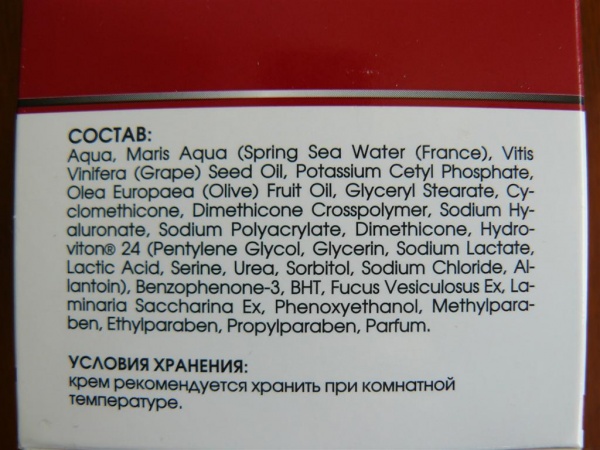 СОСТАВ:
Aqua, Maris Aqua (Spring Sea Water (France), Vitis
Vinifera (Grape) Seed Oil, Potassium Cetyl Phosphate,
Olea Europaea (Olive) Fruit Oil, Glyceryl Stearate, Cy-
clomethicone, Dimethicone Crosspolymer, Sodium Hy-
aluronate, Sodium Polyacrylate, Dimethicone, Hydro-
viton® 24 (Pentylene Glycol, Glycerin, Sodium Lactate,
Lactic Acid, Serine, Urea, Sorbitol, Sodium Chloride, Al-
lantoin), Benzophenone-3, BHT, Fucus Vesiculosus Ex, La-
minaria Saccharina Ex, Phenoxyethanol, Methylpara-
ben, Ethylparaben, Propylparaben, Parfum.
УСЛОВИЯ ХРАНЕНИЯ:
крем рекомендуется хранить при комнатной
температуре.